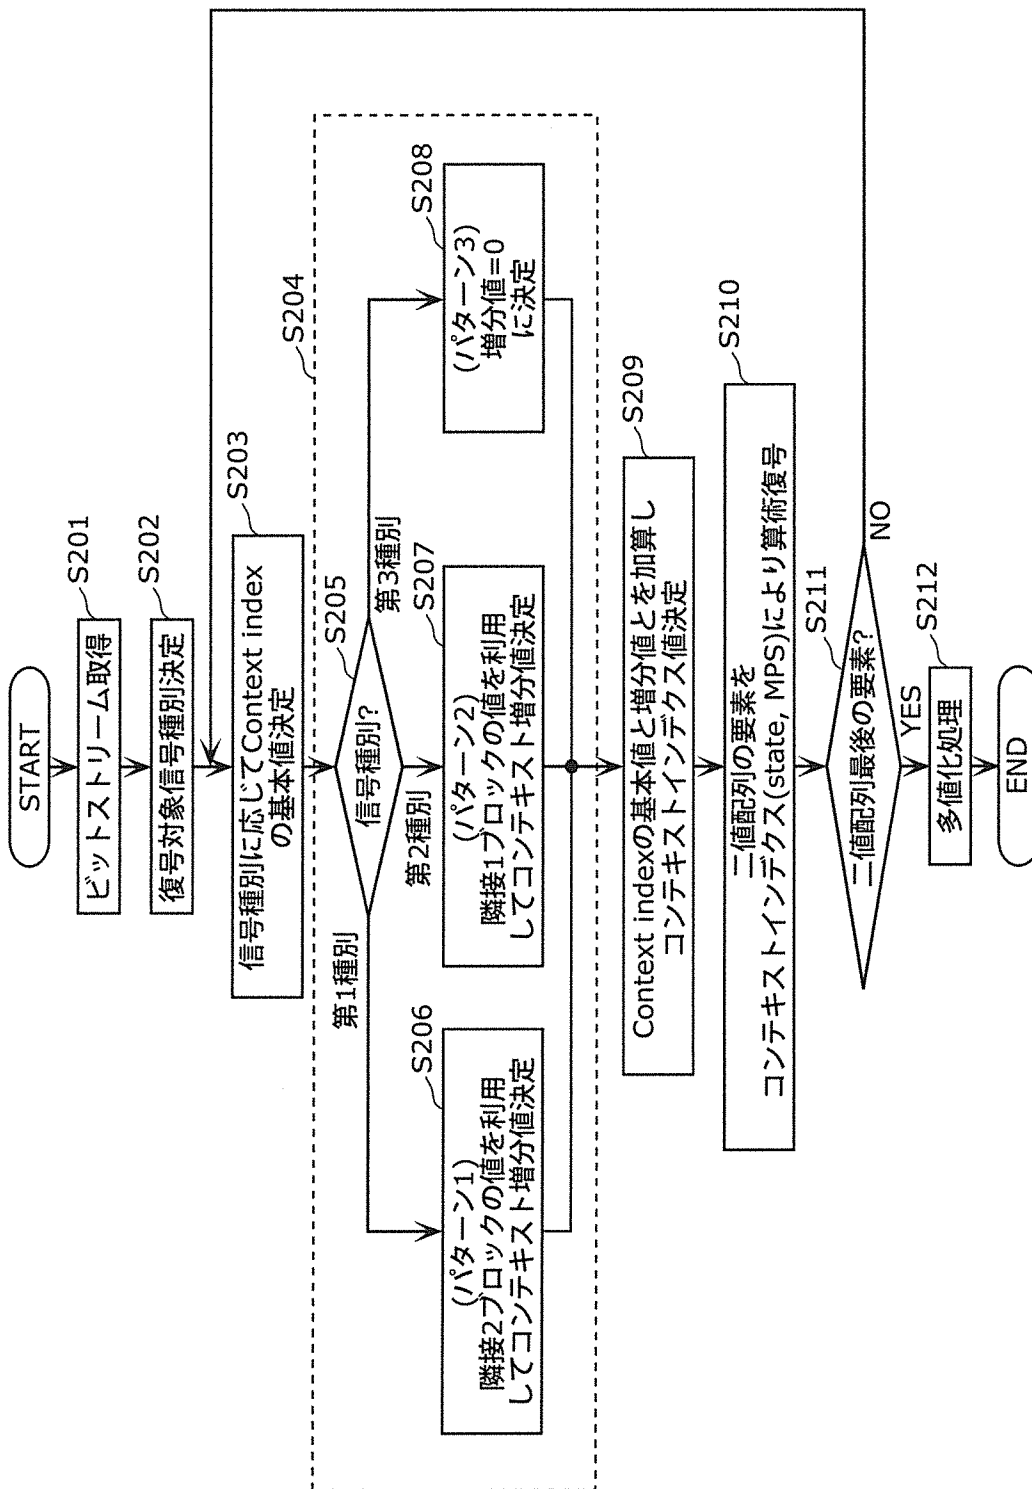 START
ビットストリーム取得
S201
復号対象信号種別決定
S202
信号種別に応じてContext index
の基本値決定
S203
S204
信号種別?
S205
第1種別
第2種別
第3種別
(パターン1)
隣接2ブロックの値を利用
してコンテキスト増分値決定
S206
(パターン2)
隣接1ブロックの値を利用
してコンテキスト増分値決定
S207
(パターン3)
増分値=0
に決定
S208
Context indexの基本値と増分値とを加算し
コンテキストインデクス値決定
S209
二値配列の要素を
コンテキストインデクス(state, MPS)により算術復号
S210
二値配列最後の要素?
S211
NO
YES
多値化処理
S212
END